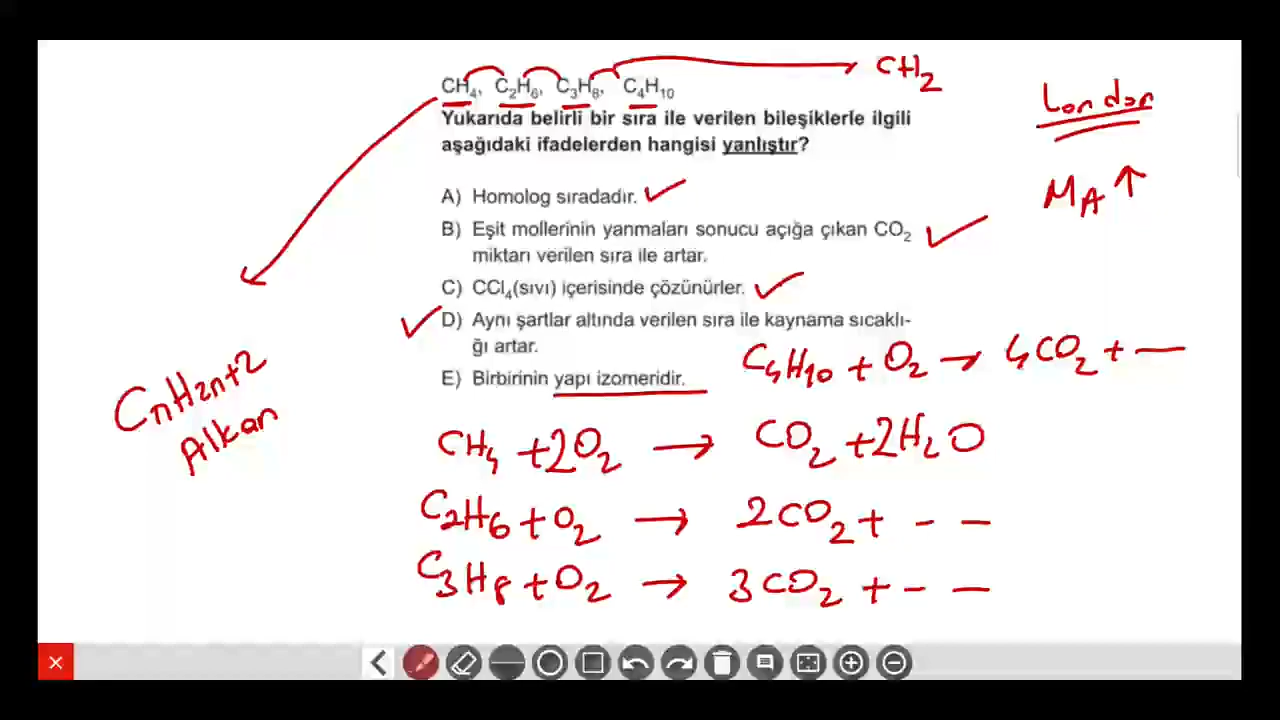 CH₄, C₂H₆, C₃H₈, C₄H₁₀ → CH₂
Yukarıda belirli bir sıra ile verilen bileşiklerle ilgili
aşağıdaki ifadelerden hangisi yanlıştır?
A) Homolog sıradadır. ✓
B) Eşit mollerinin yanmaları sonucu açığa çıkan CO₂
miktarı verilen sıra ile artar. ✓
C) CCl₄(sıvı) içerisinde çözünürler. ✓
✓ D) Aynı şartlar altında verilen sıra ile kaynama sıcaklı-
ğı artar.
E) Birbirinin yapı izomeridir.
London
MA ↑
CnH2n+2
Alkan
C₄H₁₀ + O₂ → 4CO₂ + —
CH₄ + 2O₂ → CO₂ + 2H₂O
C₂H₆ + O₂ → 2CO₂ + - -
C₃H₈ + O₂ → 3CO₂ + - -